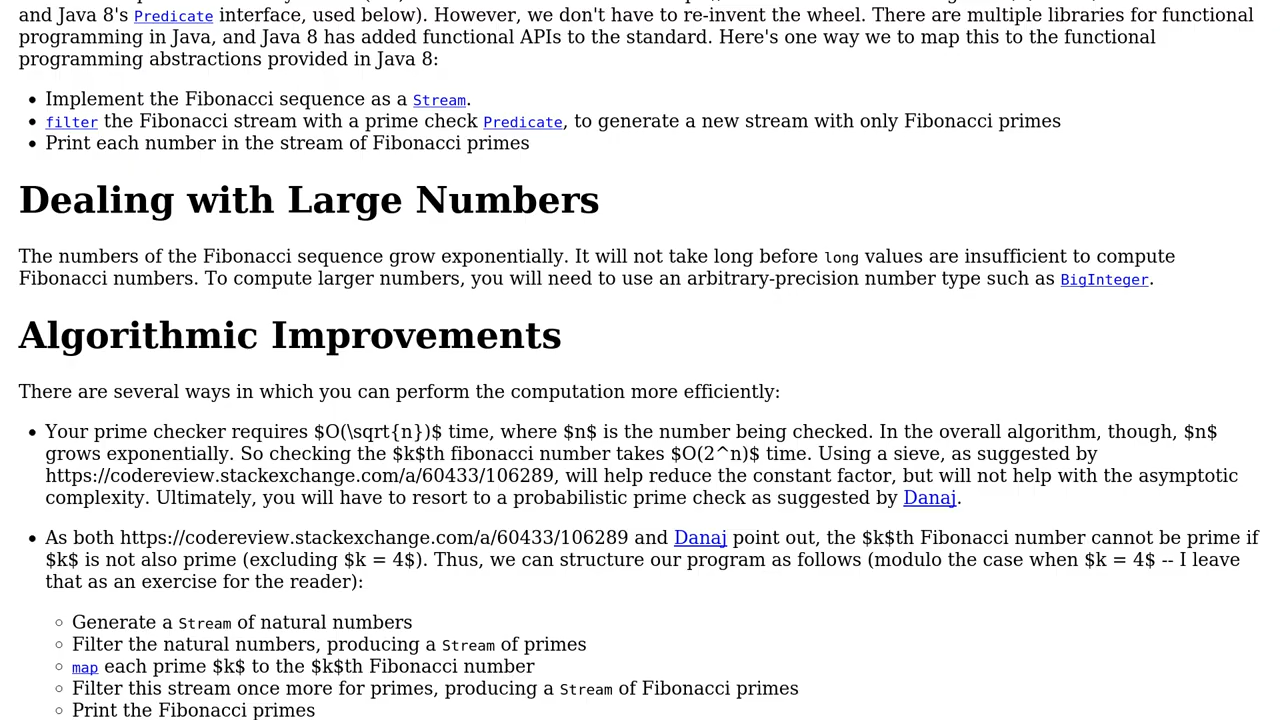 and Java 8's Predicate interface, used below). However, we don't have to re-invent the wheel. There are multiple libraries for functional
programming in Java, and Java 8 has added functional APIs to the standard. Here's one way we to map this to the functional
programming abstractions provided in Java 8:
• Implement the Fibonacci sequence as a Stream.
• filter the Fibonacci stream with a prime check Predicate, to generate a new stream with only Fibonacci primes
• Print each number in the stream of Fibonacci primes
Dealing with Large Numbers
The numbers of the Fibonacci sequence grow exponentially. It will not take long before long values are insufficient to compute
Fibonacci numbers. To compute larger numbers, you will need to use an arbitrary-precision number type such as BigInteger.
Algorithmic Improvements
There are several ways in which you can perform the computation more efficiently:
• Your prime checker requires $O(\sqrt{n})$ time, where $n$ is the number being checked. In the overall algorithm, though, $n$
grows exponentially. So checking the $k$th fibonacci number takes $O(2^n)$ time. Using a sieve, as suggested by
https://codereview.stackexchange.com/a/60433/106289, will help reduce the constant factor, but will not help with the asymptotic
complexity. Ultimately, you will have to resort to a probabilistic prime check as suggested by Danaj.
• As both https://codereview.stackexchange.com/a/60433/106289 and Danaj point out, the $k$th Fibonacci number cannot be prime if
$k$ is not also prime (excluding $k = 4$). Thus, we can structure our program as follows (modulo the case when $k = 4$ -- I leave
that as an exercise for the reader):
◦ Generate a Stream of natural numbers
◦ Filter the natural numbers, producing a Stream of primes
◦ map each prime $k$ to the $k$th Fibonacci number
◦ Filter this stream once more for primes, producing a Stream of Fibonacci primes
◦ Print the Fibonacci primes